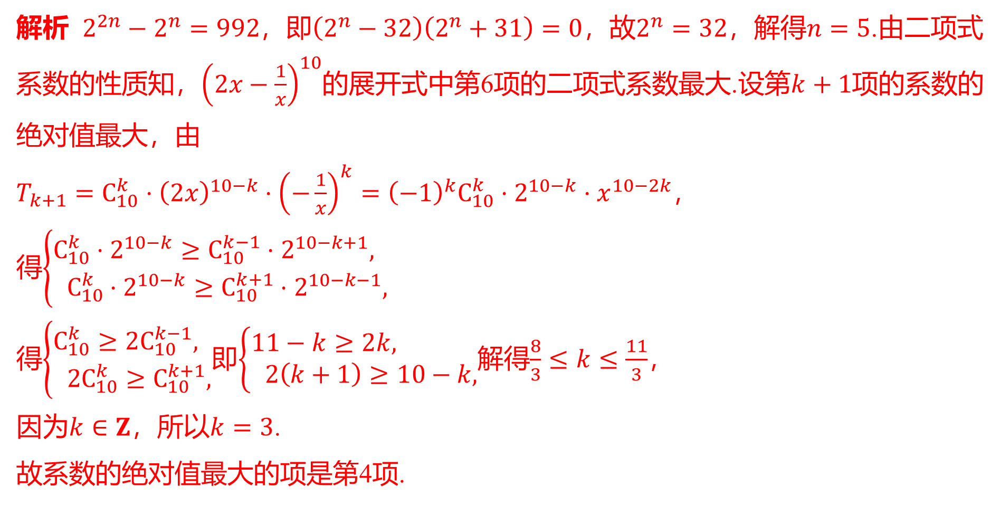 解析 $2^{2n} - 2^n = 992$，即$(2^n - 32)(2^n + 31) = 0$，故$2^n = 32$，解得$n = 5$.由二项式
系数的性质知，$\left(2x - \frac{1}{x}\right)^{10}$的展开式中第6项的二项式系数最大.设第$k + 1$项的系数的
绝对值最大，由
$T_{k+1} = \mathrm{C}_{10}^{k} \cdot (2x)^{10-k} \cdot \left(-\frac{1}{x}\right)^k = (-1)^k \mathrm{C}_{10}^{k} \cdot 2^{10-k} \cdot x^{10-2k}$,
得$\begin{cases} \mathrm{C}_{10}^{k} \cdot 2^{10-k} \geq \mathrm{C}_{10}^{k-1} \cdot 2^{10-k+1}, \\ \mathrm{C}_{10}^{k} \cdot 2^{10-k} \geq \mathrm{C}_{10}^{k+1} \cdot 2^{10-k-1}, \end{cases}$
得$\begin{cases} \mathrm{C}_{10}^{k} \geq 2\mathrm{C}_{10}^{k-1}, \\ 2\mathrm{C}_{10}^{k} \geq \mathrm{C}_{10}^{k+1}, \end{cases}$即$\begin{cases} 11 - k \geq 2k, \\ 2(k + 1) \geq 10 - k, \end{cases}$解得$\frac{8}{3} \leq k \leq \frac{11}{3}$,
因为$k \in \mathbf{Z}$，所以$k = 3$.
故系数的绝对值最大的项是第4项.